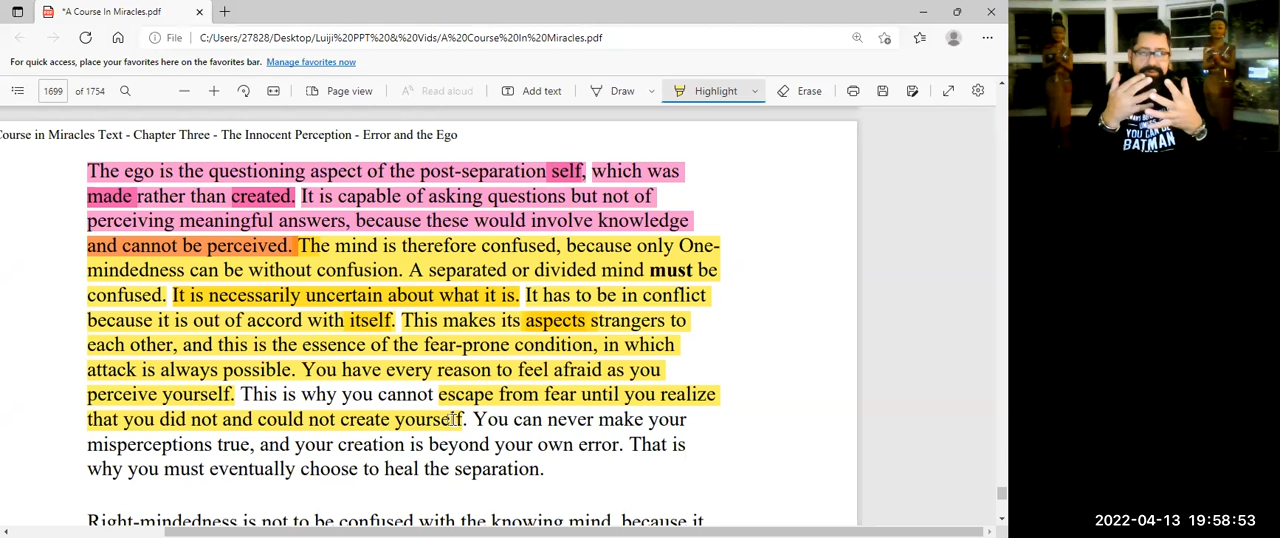 *A Course In Miracles.pdf
File C:/Users/27828/Desktop/Luiji%20PPT%20&%20Vids/A%20Course%20In%20Miracles.pdf
For quick access, place your favorites here on the favorites bar. Manage favorites now
1699 of 1754 Page view Read aloud Add text Draw Highlight Erase
Course in Miracles Text - Chapter Three - The Innocent Perception - Error and the Ego
The ego is the questioning aspect of the post-separation self, which was
made rather than created. It is capable of asking questions but not of
perceiving meaningful answers, because these would involve knowledge
and cannot be perceived. The mind is therefore confused, because only One-
mindedness can be without confusion. A separated or divided mind must be
confused. It is necessarily uncertain about what it is. It has to be in conflict
because it is out of accord with itself. This makes its aspects strangers to
each other, and this is the essence of the fear-prone condition, in which
attack is always possible. You have every reason to feel afraid as you
perceive yourself. This is why you cannot escape from fear until you realize
that you did not and could not create yourself. You can never make your
misperceptions true, and your creation is beyond your own error. That is
why you must eventually choose to heal the separation.
Right-mindedness is not to be confused with the knowing mind, because it
YOU CAN BE
BATMAN
2022-04-13 19:58:53